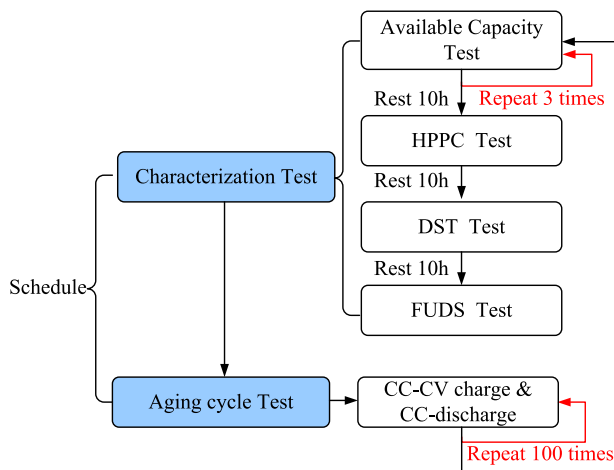 Available Capacity
Test
Rest 10h
Repeat 3 times
HPPC Test
Rest 10h
Characterization Test
DST Test
Rest 10h
Schedule
FUDS Test
Aging cycle Test
CC-CV charge &
CC-discharge
Repeat 100 times